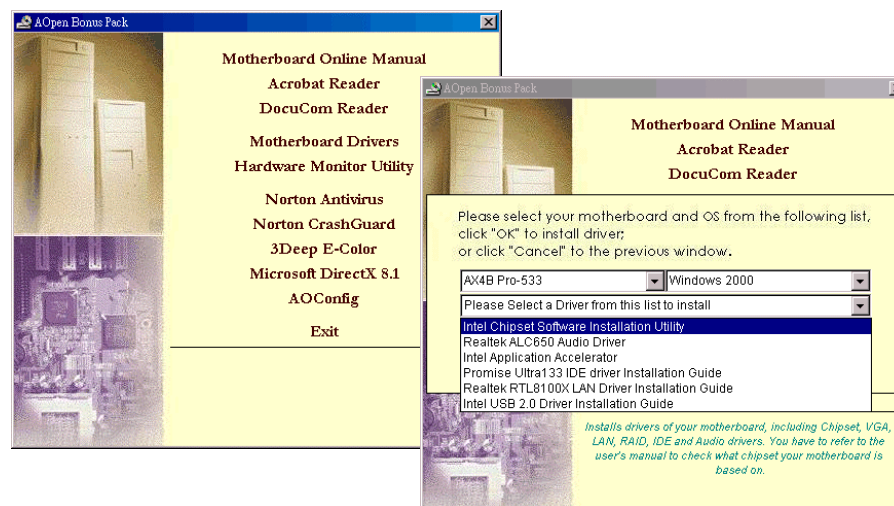 AOpen Bonus Pack
Motherboard Online Manual
Acrobat Reader
DocuCom Reader
Motherboard Drivers
Hardware Monitor Utility
Norton Antivirus
Norton CrashGuard
3Deep E-Color
Microsoft DirectX 8.1
AOConfig
Exit
AOpen Bonus Pack
Motherboard Online Manual
Acrobat Reader
DocuCom Reader
Please select your motherboard and OS from the following list,
click "OK" to install driver;
or click "Cancel" to the previous window.
AX4B Pro-533 Windows 2000
Please Select a Driver from this list to install
Intel Chipset Software Installation Utility
Realtek ALC650 Audio Driver
Intel Application Accelerator
Promise Ultra133 IDE driver Installation Guide
Realtek RTL8100X LAN Driver Installation Guide
Intel USB 2.0 Driver Installation Guide
Installs drivers of your motherboard, including Chipset, VGA,
LAN, RAID, IDE and Audio drivers. You have to refer to the
user's manual to check what chipset your motherboard is
based on.